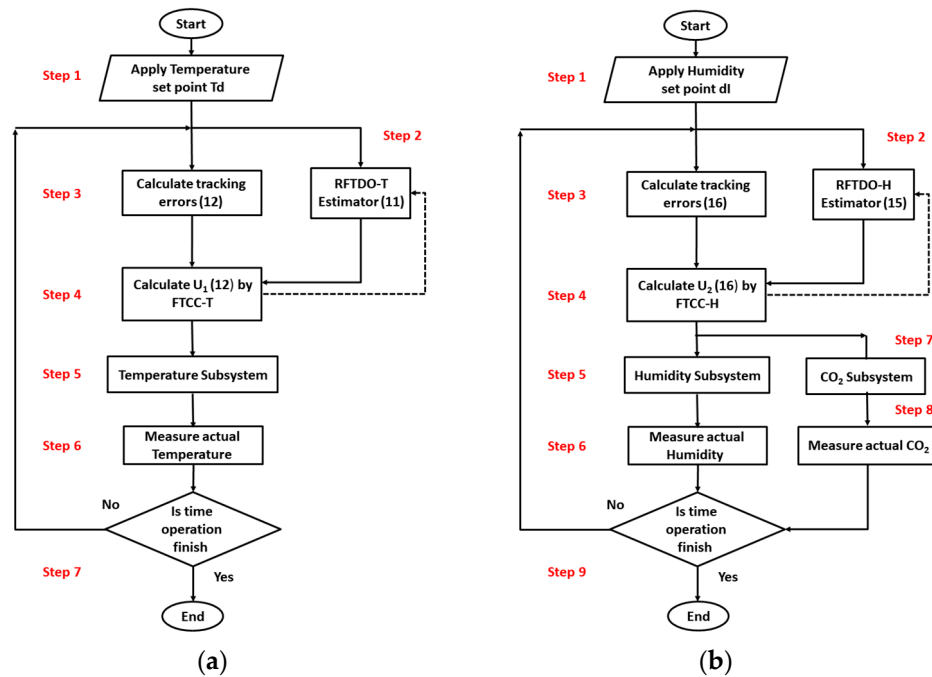 Start
Step 1
Apply Temperature
set point Td
Step 2
Step 3
Calculate tracking
errors (12)
RFTDO-T
Estimator (11)
Step 4
Calculate U₁ (12) by
FTCC-T
Step 5
Temperature Subsystem
Step 6
Measure actual
Temperature
No
Is time
operation
finish
Step 7
Yes
End
(a)
Start
Step 1
Apply Humidity
set point dl
Step 2
Step 3
Calculate tracking
errors (16)
RFTDO-H
Estimator (15)
Step 4
Calculate U₂ (16) by
FTCC-H
Step 7
Step 5
Humidity Subsystem
CO₂ Subsystem
Step 8
Step 6
Measure actual
Humidity
Measure actual CO₂
No
Is time
operation
finish
Step 9
Yes
End
(b)